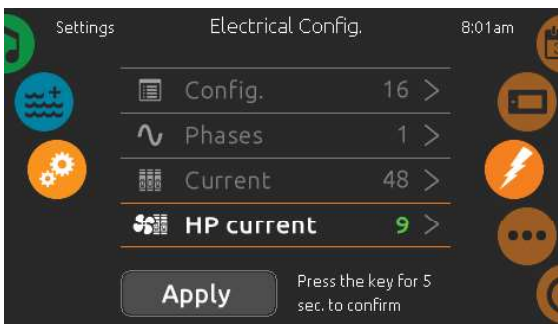 Settings
Electrical Config.
8:01am
Config. 16 >
Phases 1 >
Current 48 >
HP current 9 >
Apply
Press the key for 5
sec. to confirm